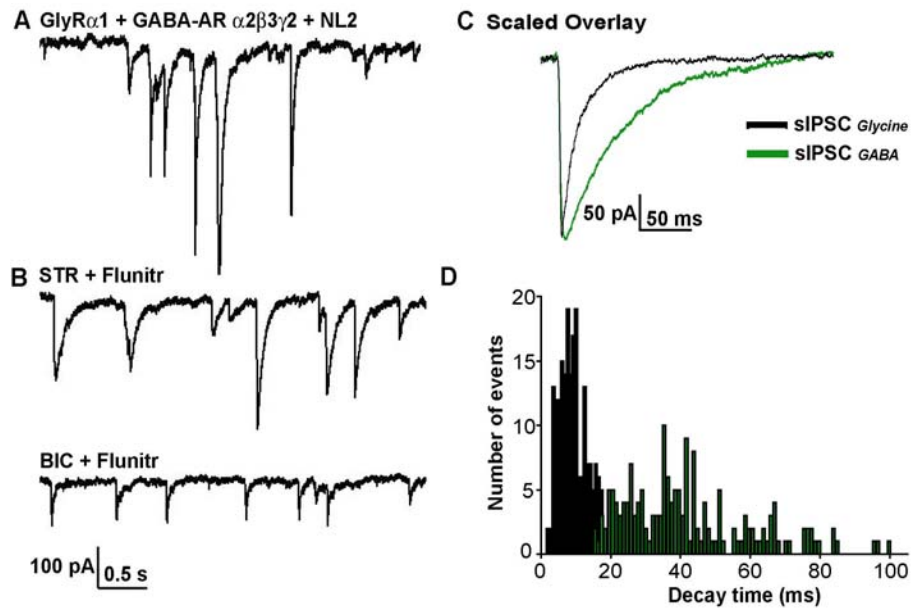 A GlyRα1 + GABA-AR α2β3γ2 + NL2
B STR + Flunitr
BIC + Flunitr
100 pA
0.5 s
C Scaled Overlay
sIPSC Glycine
sIPSC GABA
50 pA
50 ms
D
20
15
10
5
0
Number of events
0 20 40 60 80 100
Decay time (ms)